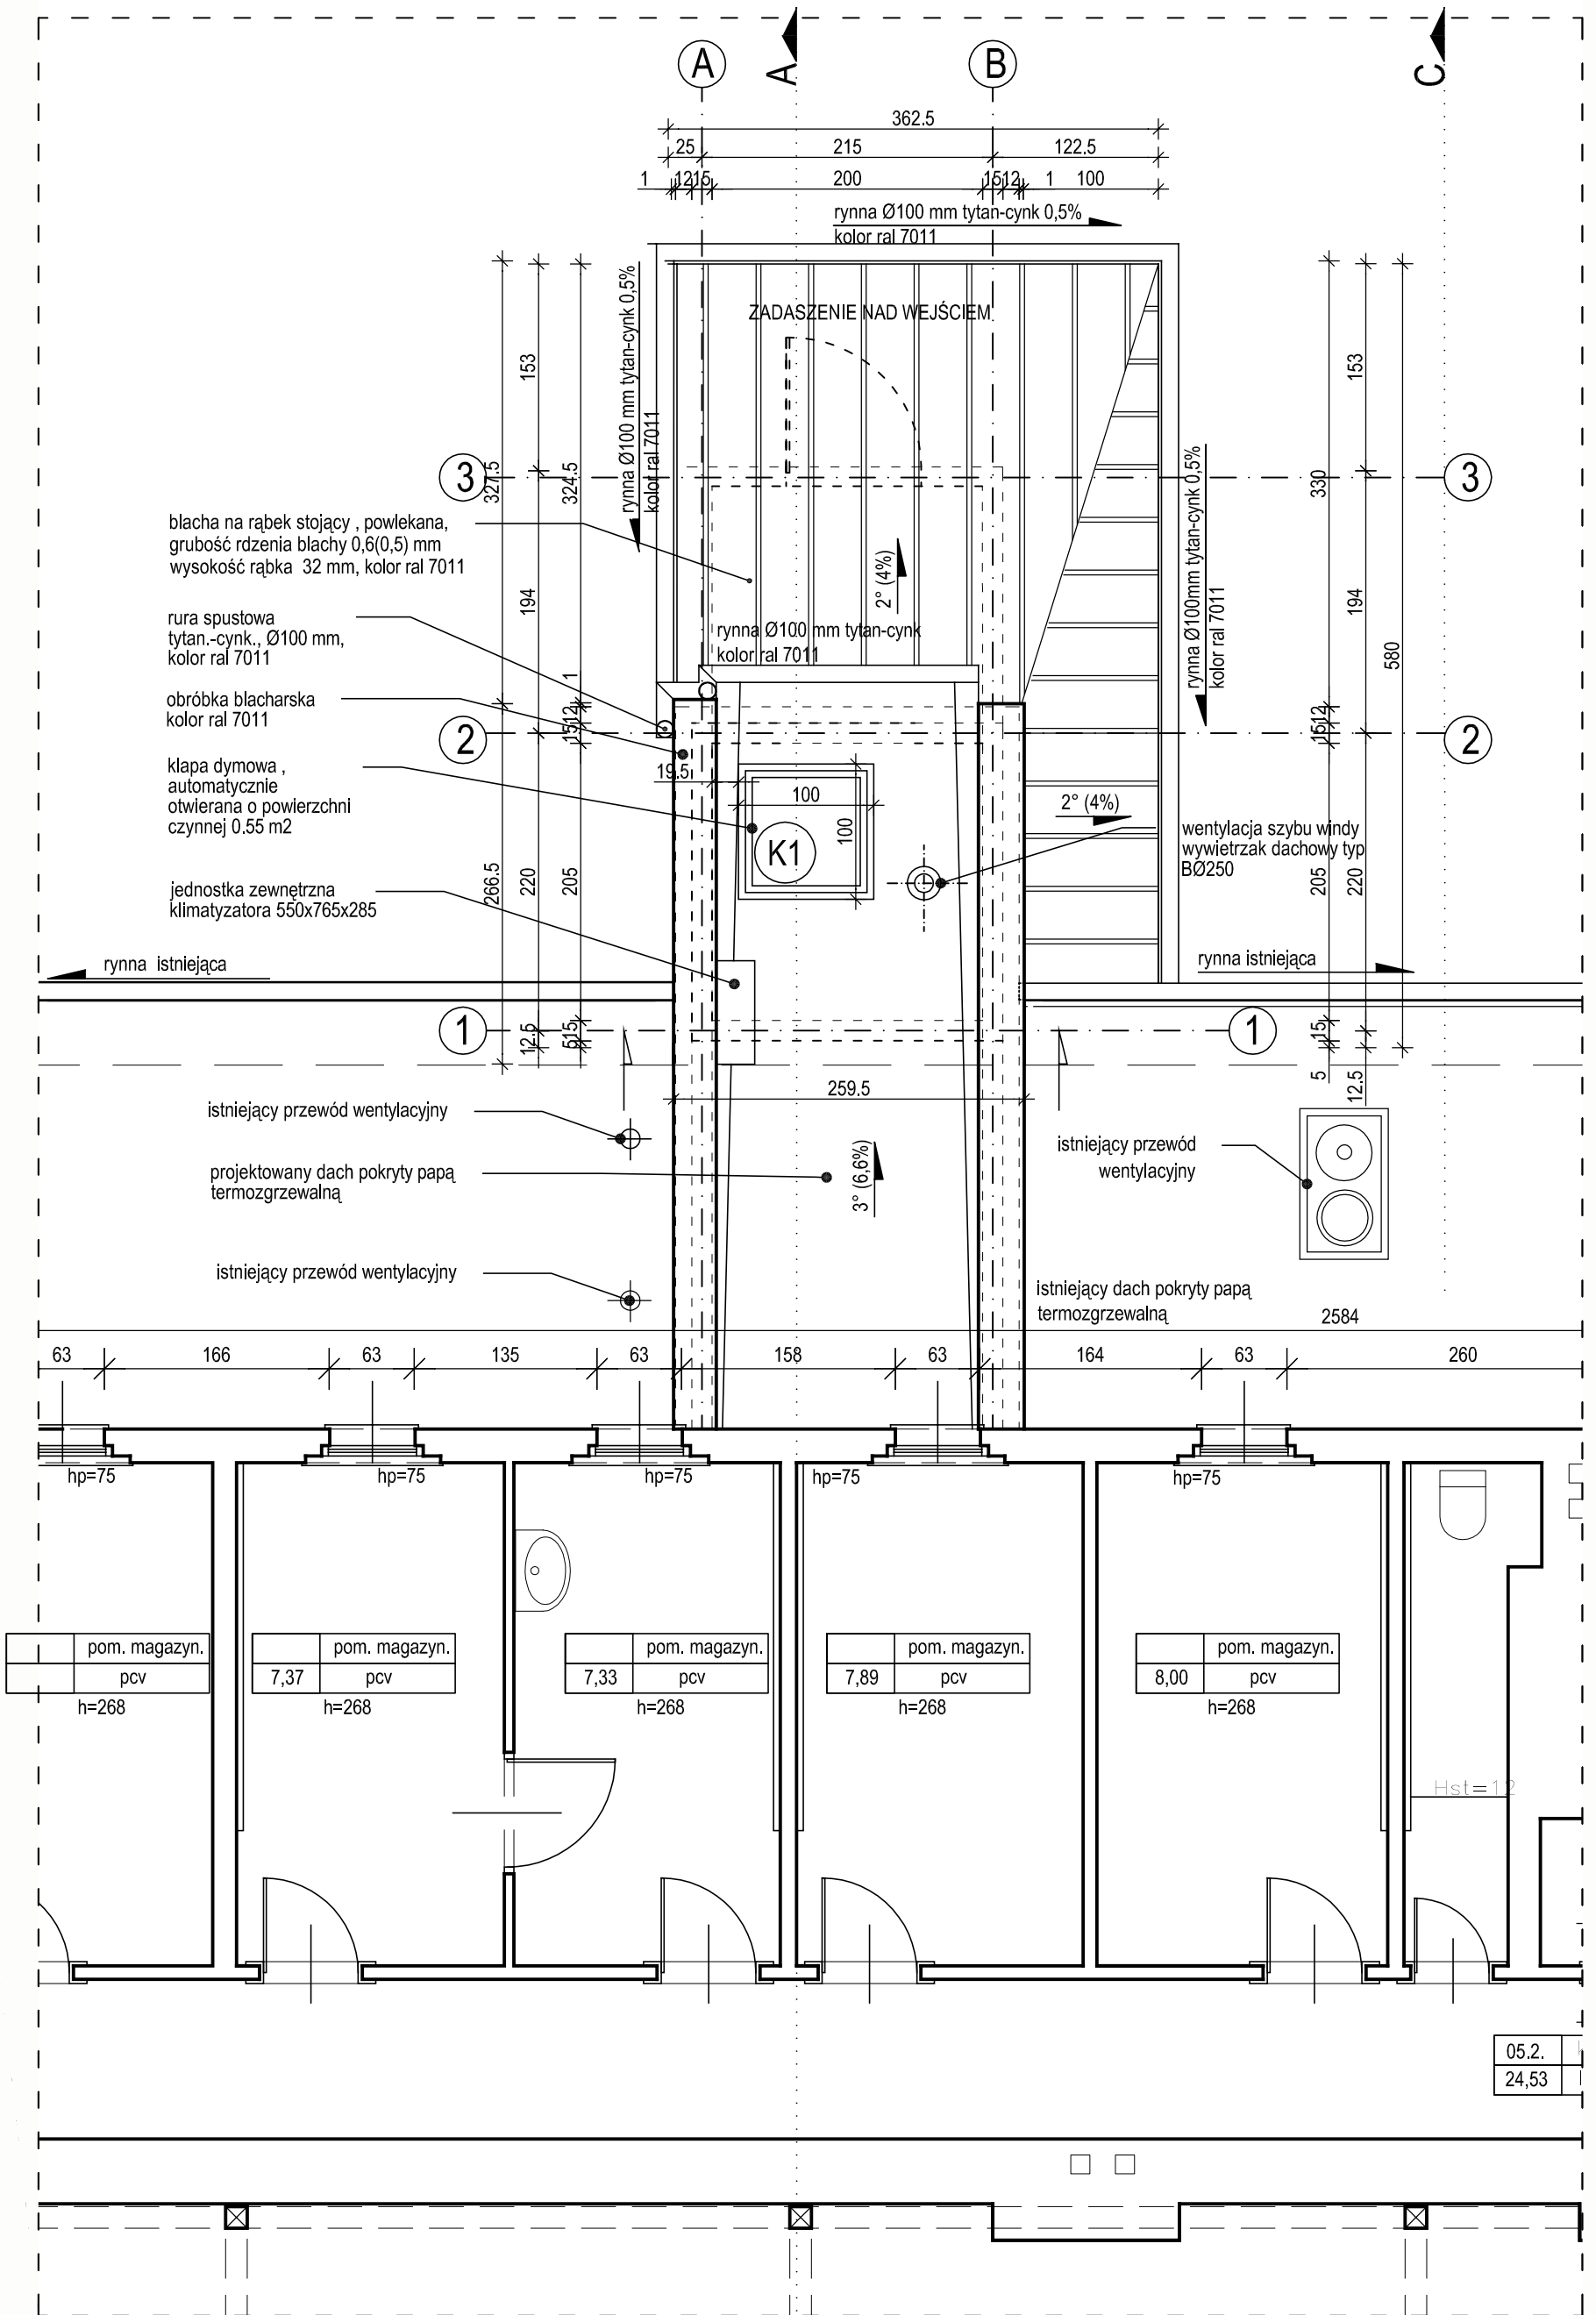 A
A
B
C
362.5
25
215
122.5
1
12
15
200
15
12
1
100
rynna Ø100 mm tytan-cynk 0,5%
kolor ral 7011
rynna Ø100 mm tytan-cynk 0,5%
kolor ral 7011
ZADASZENIE NAD WEJŚCIEM
153
153
3
327.5
324.5
330
3
rynna Ø100mm tytan-cynk 0,5%
kolor ral 7011
blacha na rąbek stojący , powlekana,
grubość rdzenia blachy 0,6(0,5) mm
wysokość rąbka 32 mm, kolor ral 7011
2° (4%)
194
194
580
rura spustowa
tytan.-cynk., Ø100 mm,
kolor ral 7011
rynna Ø100 mm tytan-cynk
kolor ral 7011
obróbka blacharska
kolor ral 7011
1
15
12
15
12
2
2
klapa dymowa ,
automatycznie
otwierana o powierzchni
czynnej 0.55 m2
19.5
100
100
K1
2° (4%)
wentylacja szybu windy
wywietrzak dachowy typ
BØ250
266.5
220
205
205
220
jednostka zewnętrzna
klimatyzatora 550x765x285
rynna istniejąca
rynna istniejąca
1
12.5
5
15
1
15
5
12.5
259.5
istniejący przewód wentylacyjny
istniejący przewód
wentylacyjny
projektowany dach pokryty papą
termozgrzewalną
3° (6,6%)
istniejący przewód wentylacyjny
istniejący dach pokryty papą
termozgrzewalną
2584
63
166
63
135
63
158
63
164
63
260
hp=75
hp=75
hp=75
hp=75
hp=75
pom. magazyn.
pcv
h=268
pom. magazyn.
7,37 pcv
h=268
pom. magazyn.
7,33 pcv
h=268
pom. magazyn.
7,89 pcv
h=268
pom. magazyn.
8,00 pcv
h=268
Hst=12
05.2.
24,53